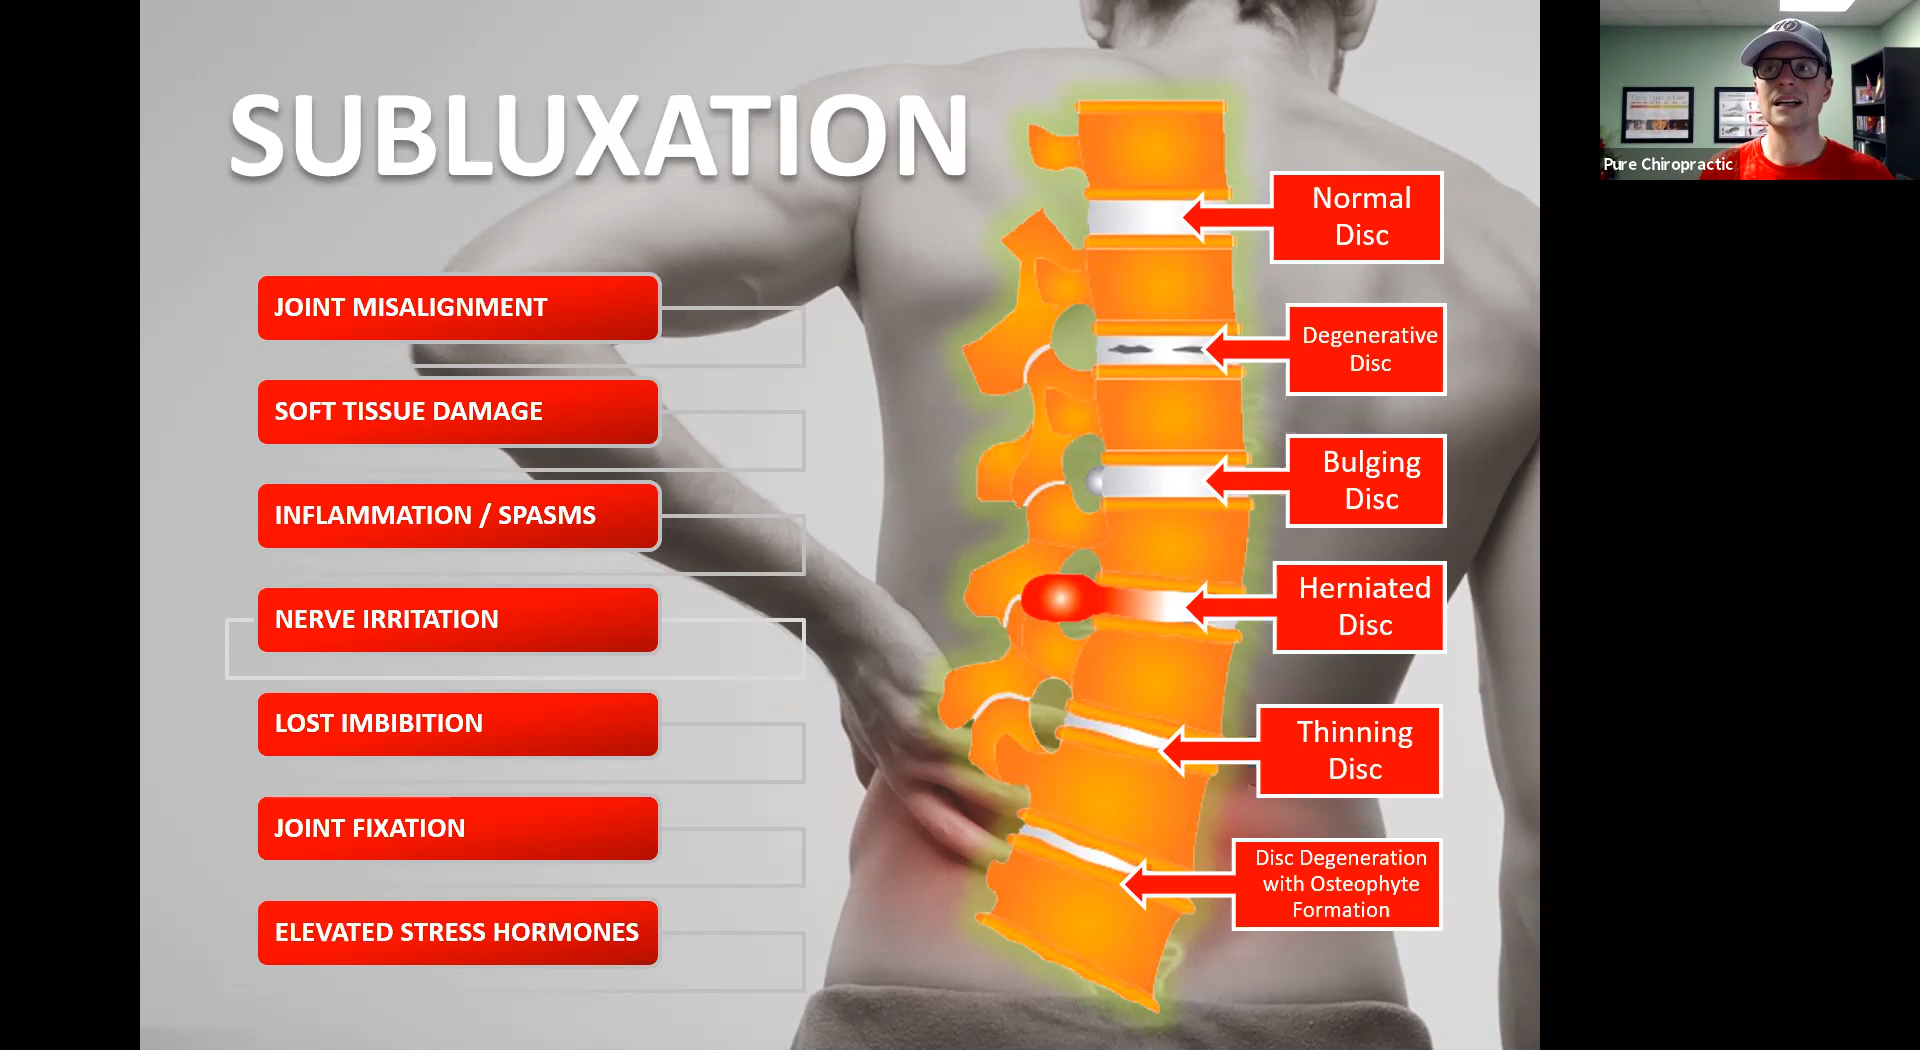 SUBLUXATION
JOINT MISALIGNMENT
SOFT TISSUE DAMAGE
INFLAMMATION / SPASMS
NERVE IRRITATION
LOST IMBIBITION
JOINT FIXATION
ELEVATED STRESS HORMONES
Normal
Disc
Degenerative
Disc
Bulging
Disc
Herniated
Disc
Thinning
Disc
Disc Degeneration
with Osteophyte
Formation
Pure Chiropractic